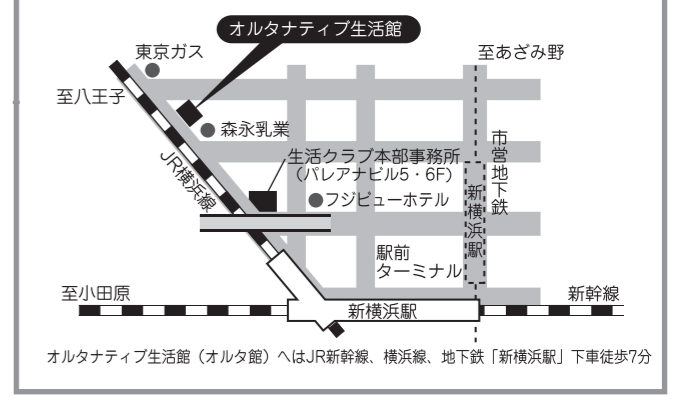 オルタナティブ生活館
東京ガス
至あざみ野
至八王子
森永乳業
市営地下鉄
JR横浜線
生活クラブ本部事務所
(パレアナビル5・6F)
フジビューホテル
新横浜駅
駅前
ターミナル
至小田原
新幹線
新横浜駅
オルタナティブ生活館（オルタ館）へはJR新幹線、横浜線、地下鉄「新横浜駅」下車徒歩7分